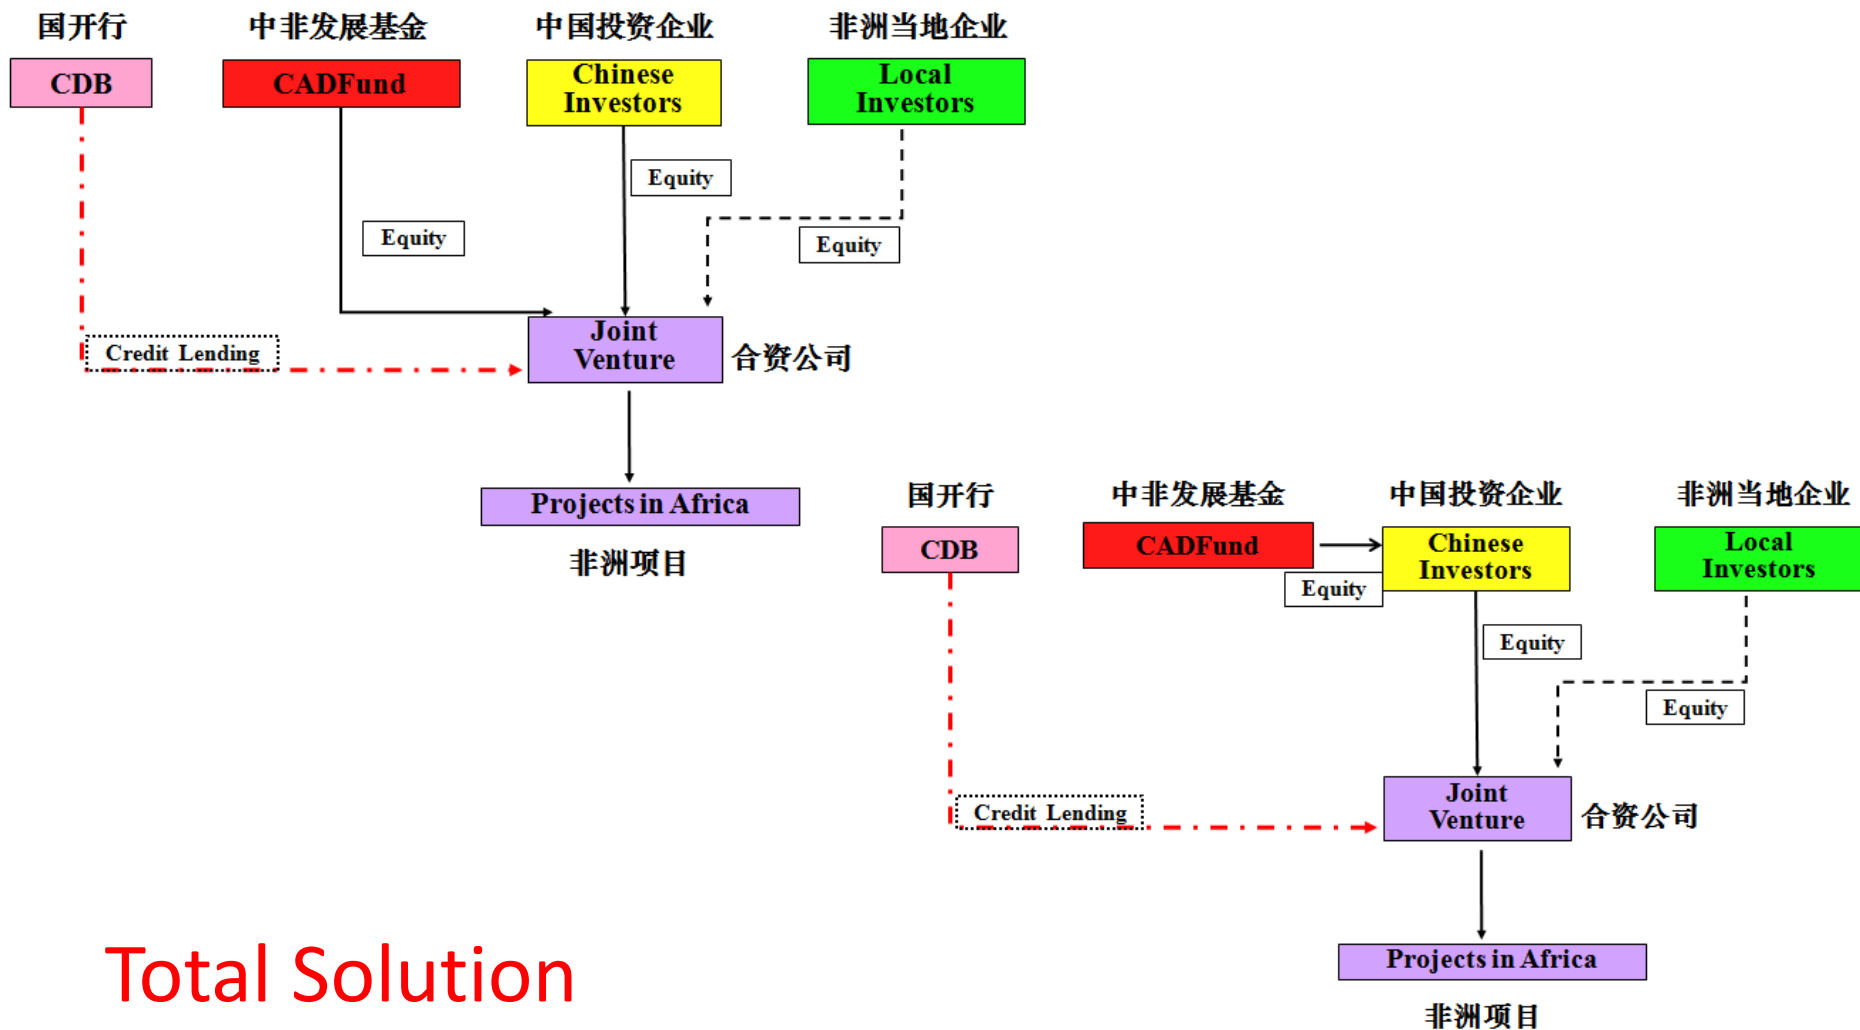 国开行
中非发展基金
中国投资企业
非洲当地企业
CDB
CADFund
Chinese
Investors
Local
Investors
Equity
Equity
Equity
Credit Lending
Joint
Venture
合资公司
Projects in Africa
非洲项目
国开行
中非发展基金
中国投资企业
非洲当地企业
CDB
CADFund
Chinese
Investors
Local
Investors
Equity
Equity
Equity
Credit Lending
Joint
Venture
合资公司
Projects in Africa
非洲项目
Total Solution